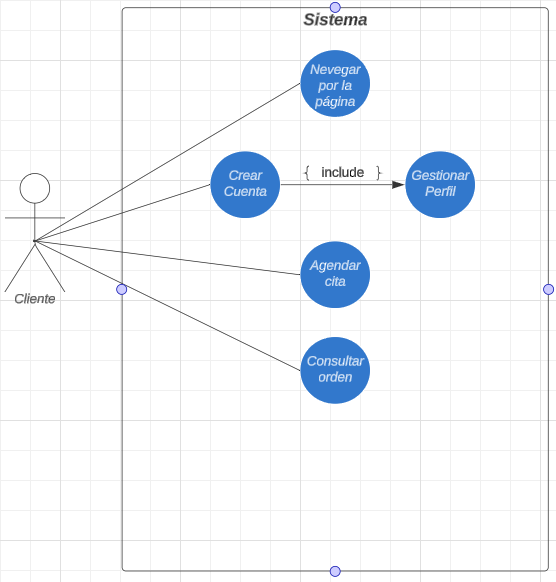 Sistema
Nevegar
por la
página
Crear
Cuenta
{ include }
Gestionar
Perfil
Agendar
cita
Cliente
Consultar
orden